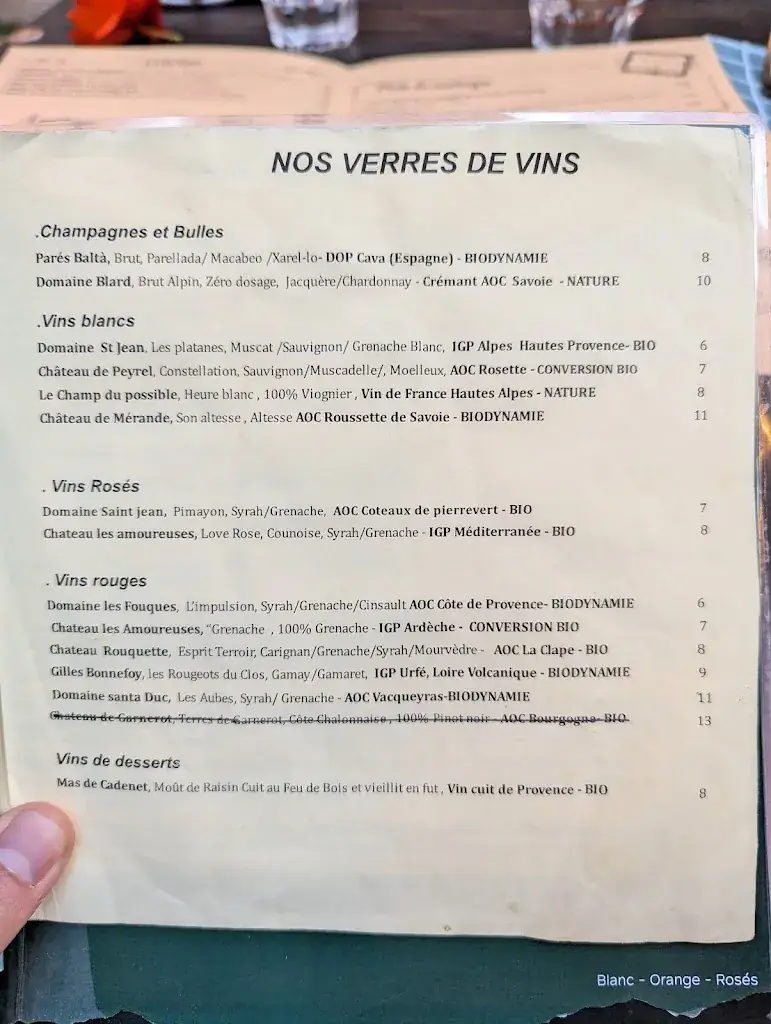 NOS VERRES DE VINS
.Champagnes et Bulles
Parés Baltà, Brut, Parellada/ Macabeo /Xarel-lo- DOP Cava (Espagne) - BIODYNAMIE 8
Domaine Blard, Brut Alpin, Zéro dosage, Jacquère/Chardonnay - Crémant AOC Savoie - NATURE 10
.Vins blancs
Domaine St Jean, Les platanes, Muscat /Sauvignon/ Grenache Blanc, IGP Alpes Hautes Provence- BIO 6
Château de Peyrel, Constellation, Sauvignon/Muscadelle/, Moelleux, AOC Rosette - CONVERSION BIO 7
Le Champ du possible, Heure blanc , 100% Viognier , Vin de France Hautes Alpes - NATURE 8
Château de Mérande, Son altesse , Altesse AOC Roussette de Savoie - BIODYNAMIE 11
. Vins Rosés
Domaine Saint jean, Pimayon, Syrah/Grenache, AOC Coteaux de pierrevert - BIO 7
Chateau les amoureuses, Love Rose, Counoise, Syrah/Grenache - IGP Méditerranée - BIO 8
. Vins rouges
Domaine les Fouques, L'impulsion, Syrah/Grenache/Cinsault AOC Côte de Provence- BIODYNAMIE 6
Chateau les Amoureuses, "Grenache , 100% Grenache - IGP Ardèche - CONVERSION BIO 7
Chateau Rouquette, Esprit Terroir, Carignan/Grenache/Syrah/Mourvèdre - AOC La Clape - BIO 8
Gilles Bonnefoy, les Rougeots du Clos, Gamay/Gamaret, IGP Urfé, Loire Volcanique - BIODYNAMIE 9
Domaine santa Duc, Les Aubes, Syrah/ Grenache - AOC Vacqueyras-BIODYNAMIE 11
Chateau de Garnerot, Terres de Garnerot, Côte Chalonnaise , 100% Pinot noir - AOC Bourgogne- BIO 13
Vins de desserts
Mas de Cadenet, Moût de Raisin Cuit au Feu de Bois et vieillit en fut , Vin cuit de Provence - BIO 8
Blanc - Orange - Rosés